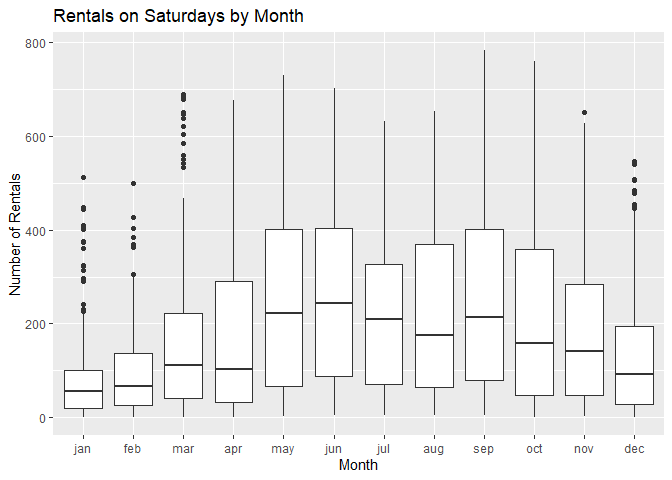 Rentals on Saturdays by Month
800
600
400
200
0
Number of Rentals
jan feb mar apr may jun jul aug sep oct nov dec
Month